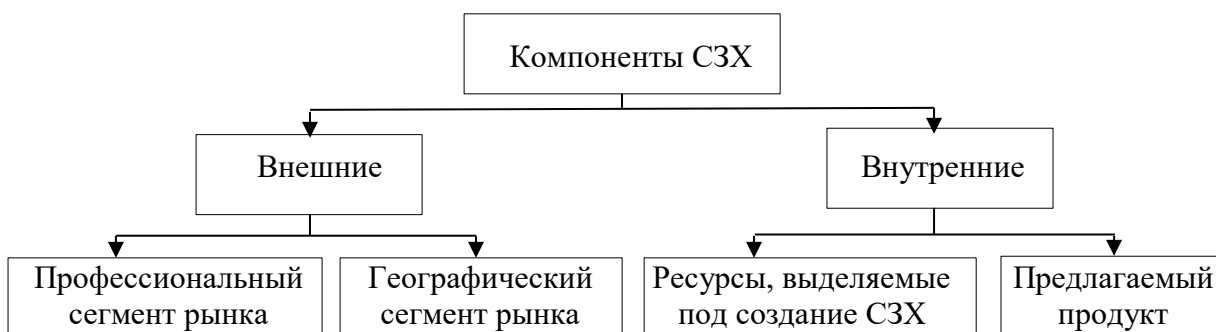 Компоненты СЗХ
Внешние
Внутренние
Профессиональный
сегмент рынка
Географический
сегмент рынка
Ресурсы, выделяемые
под создание СЗХ
Предлагаемый
продукт